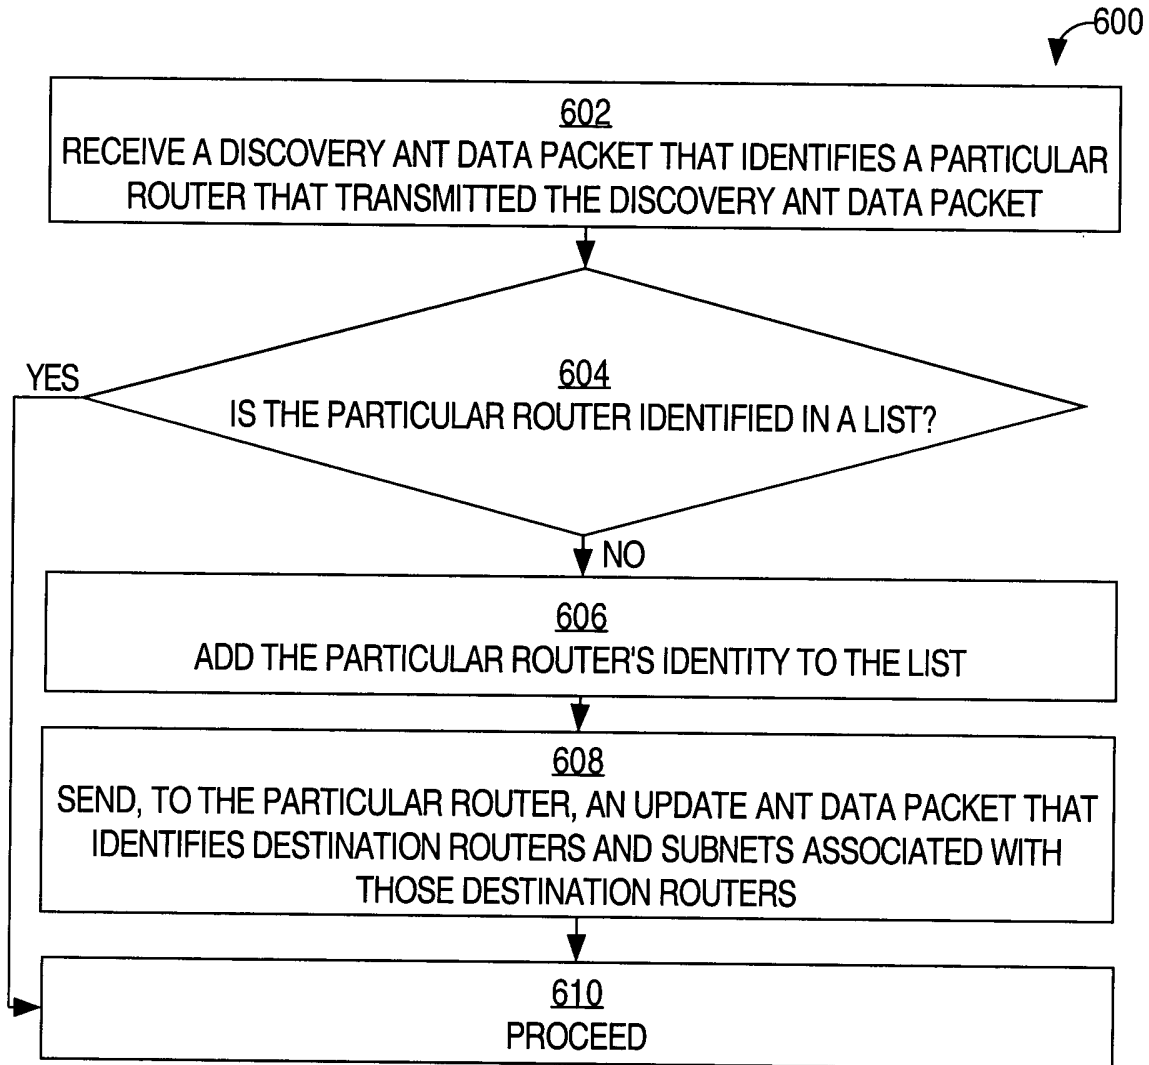 600
602
RECEIVE A DISCOVERY ANT DATA PACKET THAT IDENTIFIES A PARTICULAR
ROUTER THAT TRANSMITTED THE DISCOVERY ANT DATA PACKET
YES
604
IS THE PARTICULAR ROUTER IDENTIFIED IN A LIST?
NO
606
ADD THE PARTICULAR ROUTER'S IDENTITY TO THE LIST
608
SEND, TO THE PARTICULAR ROUTER, AN UPDATE ANT DATA PACKET THAT
IDENTIFIES DESTINATION ROUTERS AND SUBNETS ASSOCIATED WITH
THOSE DESTINATION ROUTERS
610
PROCEED